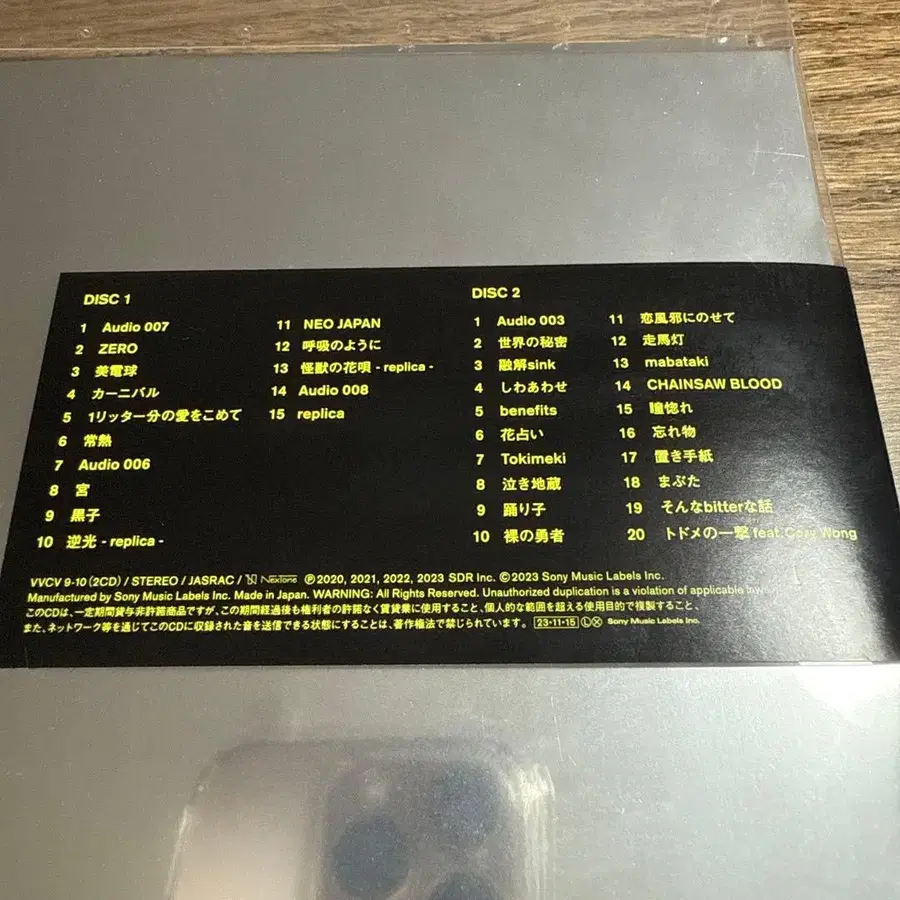 DISC 1
1 Audio 007
2 ZERO
3 美電球
4 カーニバル
5 1リッター分の愛をこめて
6 常熱
7 Audio 006
8 宮
9 黒子
10 逆光 - replica -
11 NEO JAPAN
12 呼吸のように
13 怪獣の花唄 - replica -
14 Audio 008
15 replica
DISC 2
1 Audio 003
2 世界の秘密
3 融解sink
4 しわあわせ
5 benefits
6 花占い
7 Tokimeki
8 泣き地蔵
9 踊り子
10 裸の勇者
11 恋風邪にのせて
12 走馬灯
13 mabataki
14 CHAINSAW BLOOD
15 瞳惚れ
16 忘れ物
17 置き手紙
18 まぶた
19 そんなbitterな話
20 トドメの一撃 feat. Cory Wong
VVCV 9-10 (2CD) / STEREO / JASRAC / N NexTone ℗2020, 2021, 2022, 2023 SDR Inc. ©2023 Sony Music Labels Inc.
Manufactured by Sony Music Labels Inc. Made in Japan. WARNING: All Rights Reserved. Unauthorized duplication is a violation of applicable laws.
このCDは、一定期間貸与非許諾商品ですが、この期間経過後も権利者の許諾なく賃貸業に使用すること、個人的な範囲を超える使用目的で複製すること、
また、ネットワーク等を通じてこのCDに収録された音を送信できる状態にすることは、著作権法で禁じられています。 23・11・15 Ⓛ Ⓧ Sony Music Labels Inc.